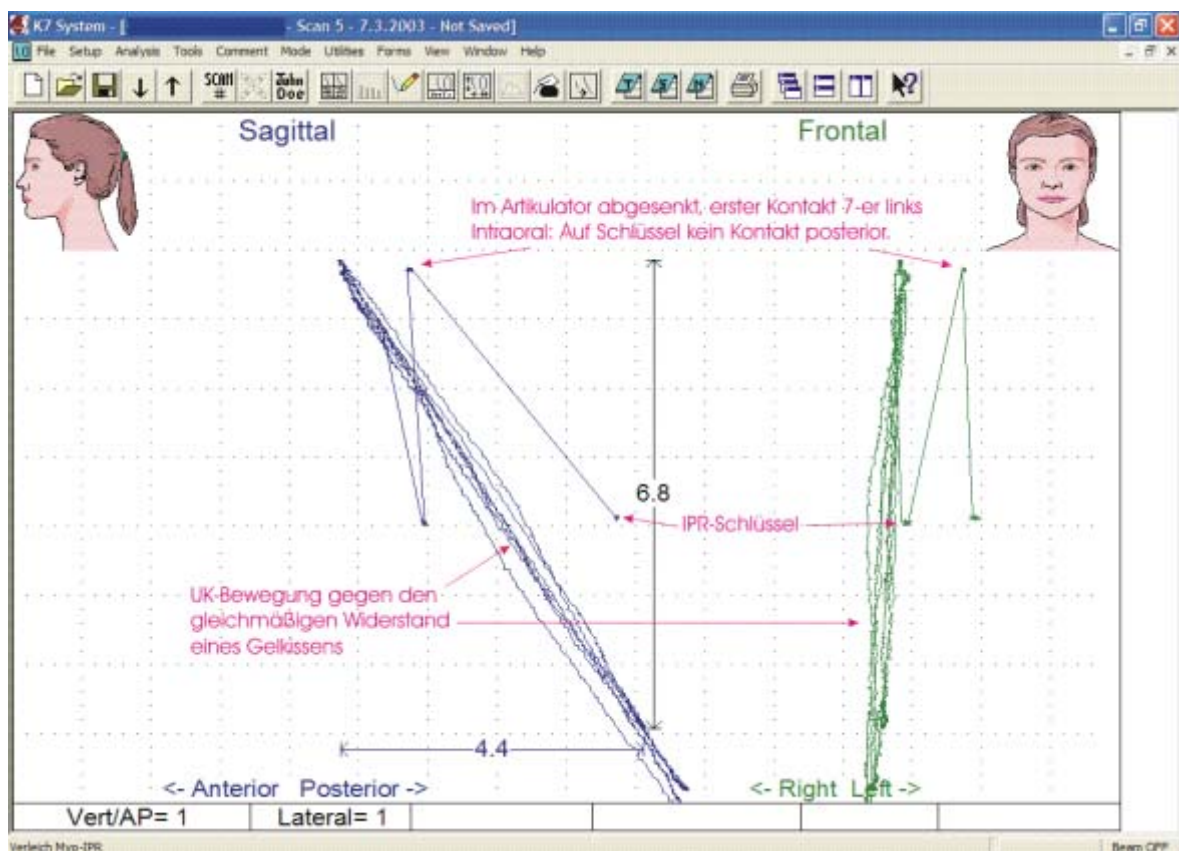 K7 System - [ - Scan 5 - 7.3.2003 - Not Saved]
File Setup Analysis Tools Comment Mode Utilities Forms View Window Help
SCAN # John Doe
Sagittal
Frontal
Im Artikulator abgesenkt, erster Kontakt 7-er links
Intraoral: Auf Schlüssel kein Kontakt posterior.
6.8
IPR-Schlüssel
UK-Bewegung gegen den
gleichmäßigen Widerstand
eines Gelkissens
4.4
<- Anterior Posterior ->
<- Right Left ->
Vert/AP= 1 Lateral= 1
Verleich Myo-IPR
Beam OFF